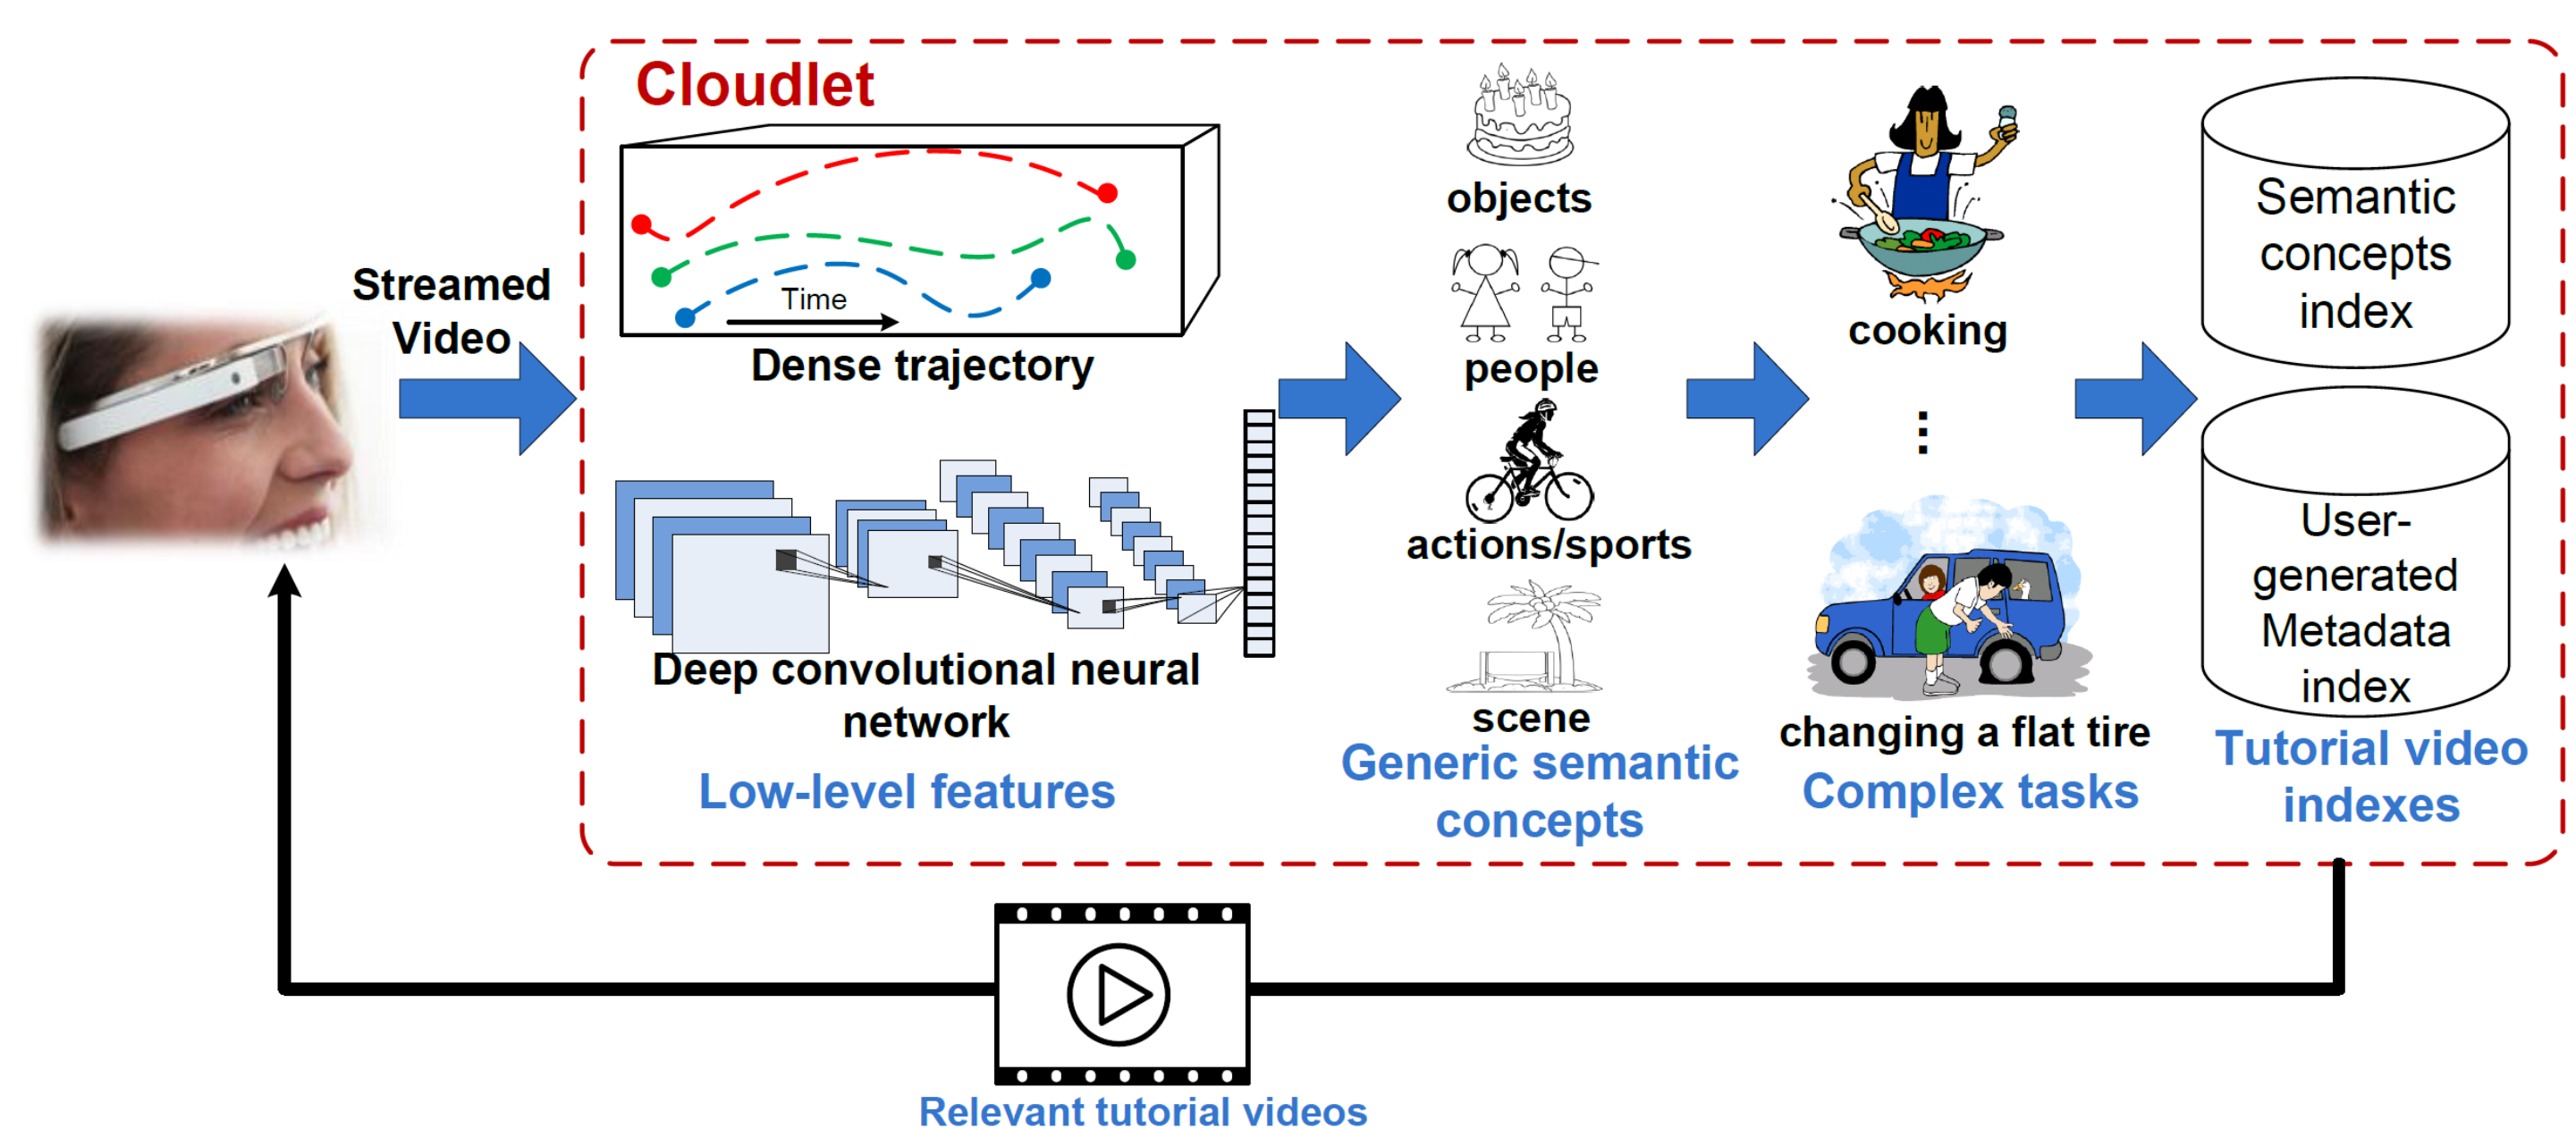 Cloudlet
Streamed
Video
Time
Dense trajectory
Deep convolutional neural
network
Low-level features
objects
people
actions/sports
scene
Generic semantic
concepts
cooking
changing a flat tire
Complex tasks
Semantic
concepts
index
User-
generated
Metadata
index
Tutorial video
indexes
Relevant tutorial videos